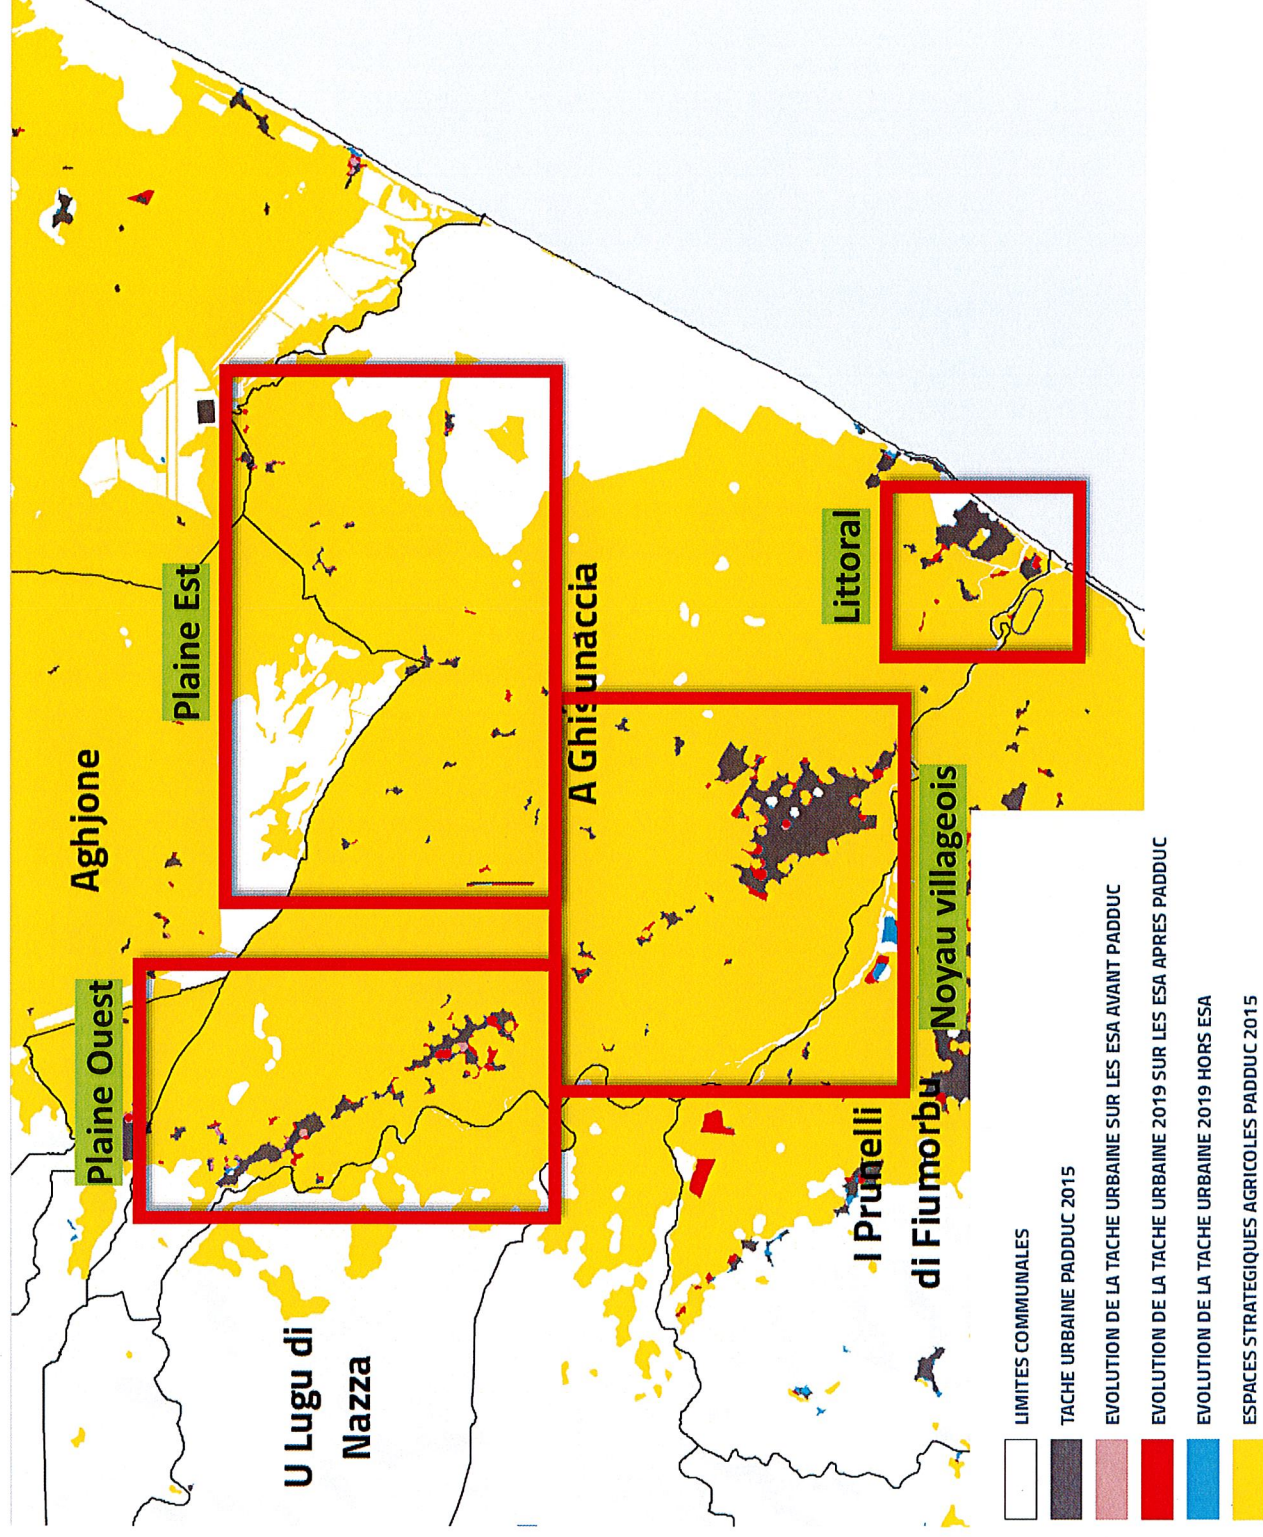 Aghjone
Plaine Est
Plaine Ouest
A Ghisunaccia
Littoral
Noyau villageois
U Lugu di
Nazza
I Prunelli
di Fiumorbu
LIMITES COMMUNALES
TACHE URBAINE PADDUC 2015
EVOLUTION DE LA TACHE URBAINE SUR LES ESA AVANT PADDUC
EVOLUTION DE LA TACHE URBAINE 2019 SUR LES ESA APRES PADDUC
EVOLUTION DE LA TACHE URBAINE 2019 HORS ESA
ESPACES STRATEGIQUES AGRICOLES PADDUC 2015